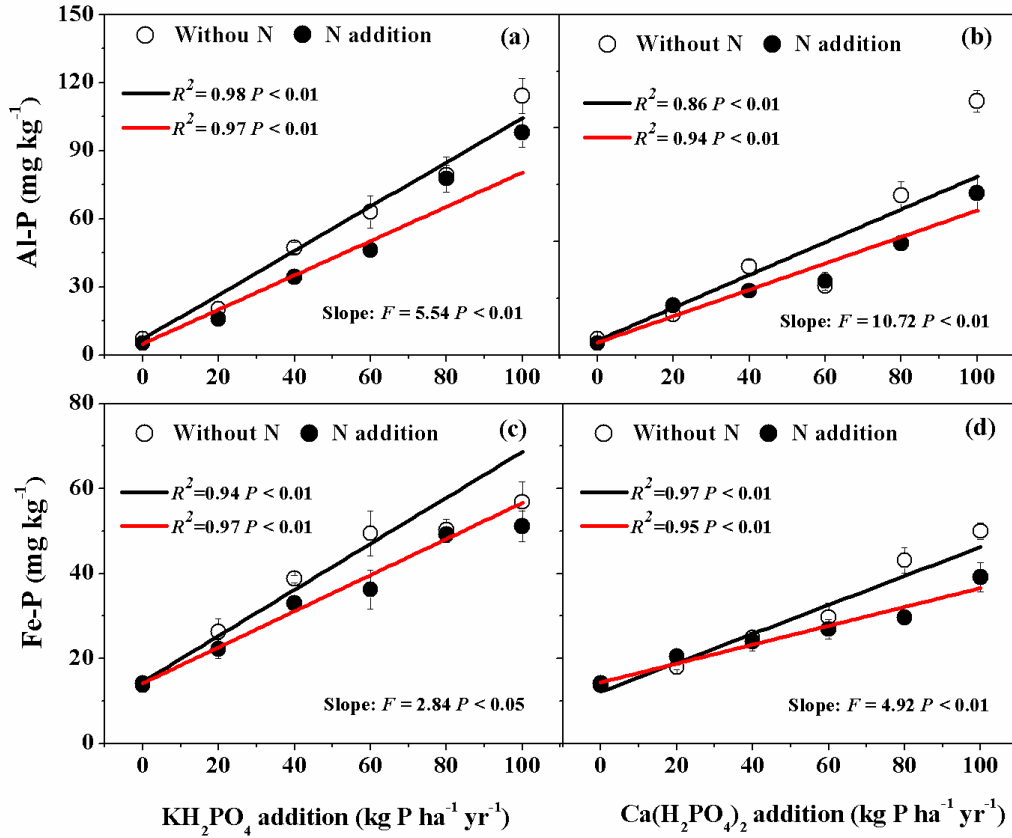 150
120
90
60
30
0
Al-P (mg kg⁻¹)
Withou N N addition (a)
R² = 0.98 P < 0.01
R² = 0.97 P < 0.01
Slope: F = 5.54 P < 0.01
0 20 40 60 80 100
Without N N addition (b)
R² = 0.86 P < 0.01
R² = 0.94 P < 0.01
Slope: F = 10.72 P < 0.01
0 20 40 60 80 100
80
60
40
20
0
Fe-P (mg kg⁻¹)
Without N N addition (c)
R²=0.94 P < 0.01
R²=0.97 P < 0.01
Slope: F = 2.84 P < 0.05
0 20 40 60 80 100
KH₂PO₄ addition (kg P ha⁻¹ yr⁻¹)
Without N N addition (d)
R²=0.97 P < 0.01
R²=0.95 P < 0.01
Slope: F = 4.92 P < 0.01
0 20 40 60 80 100
Ca(H₂PO₄)₂ addition (kg P ha⁻¹ yr⁻¹)